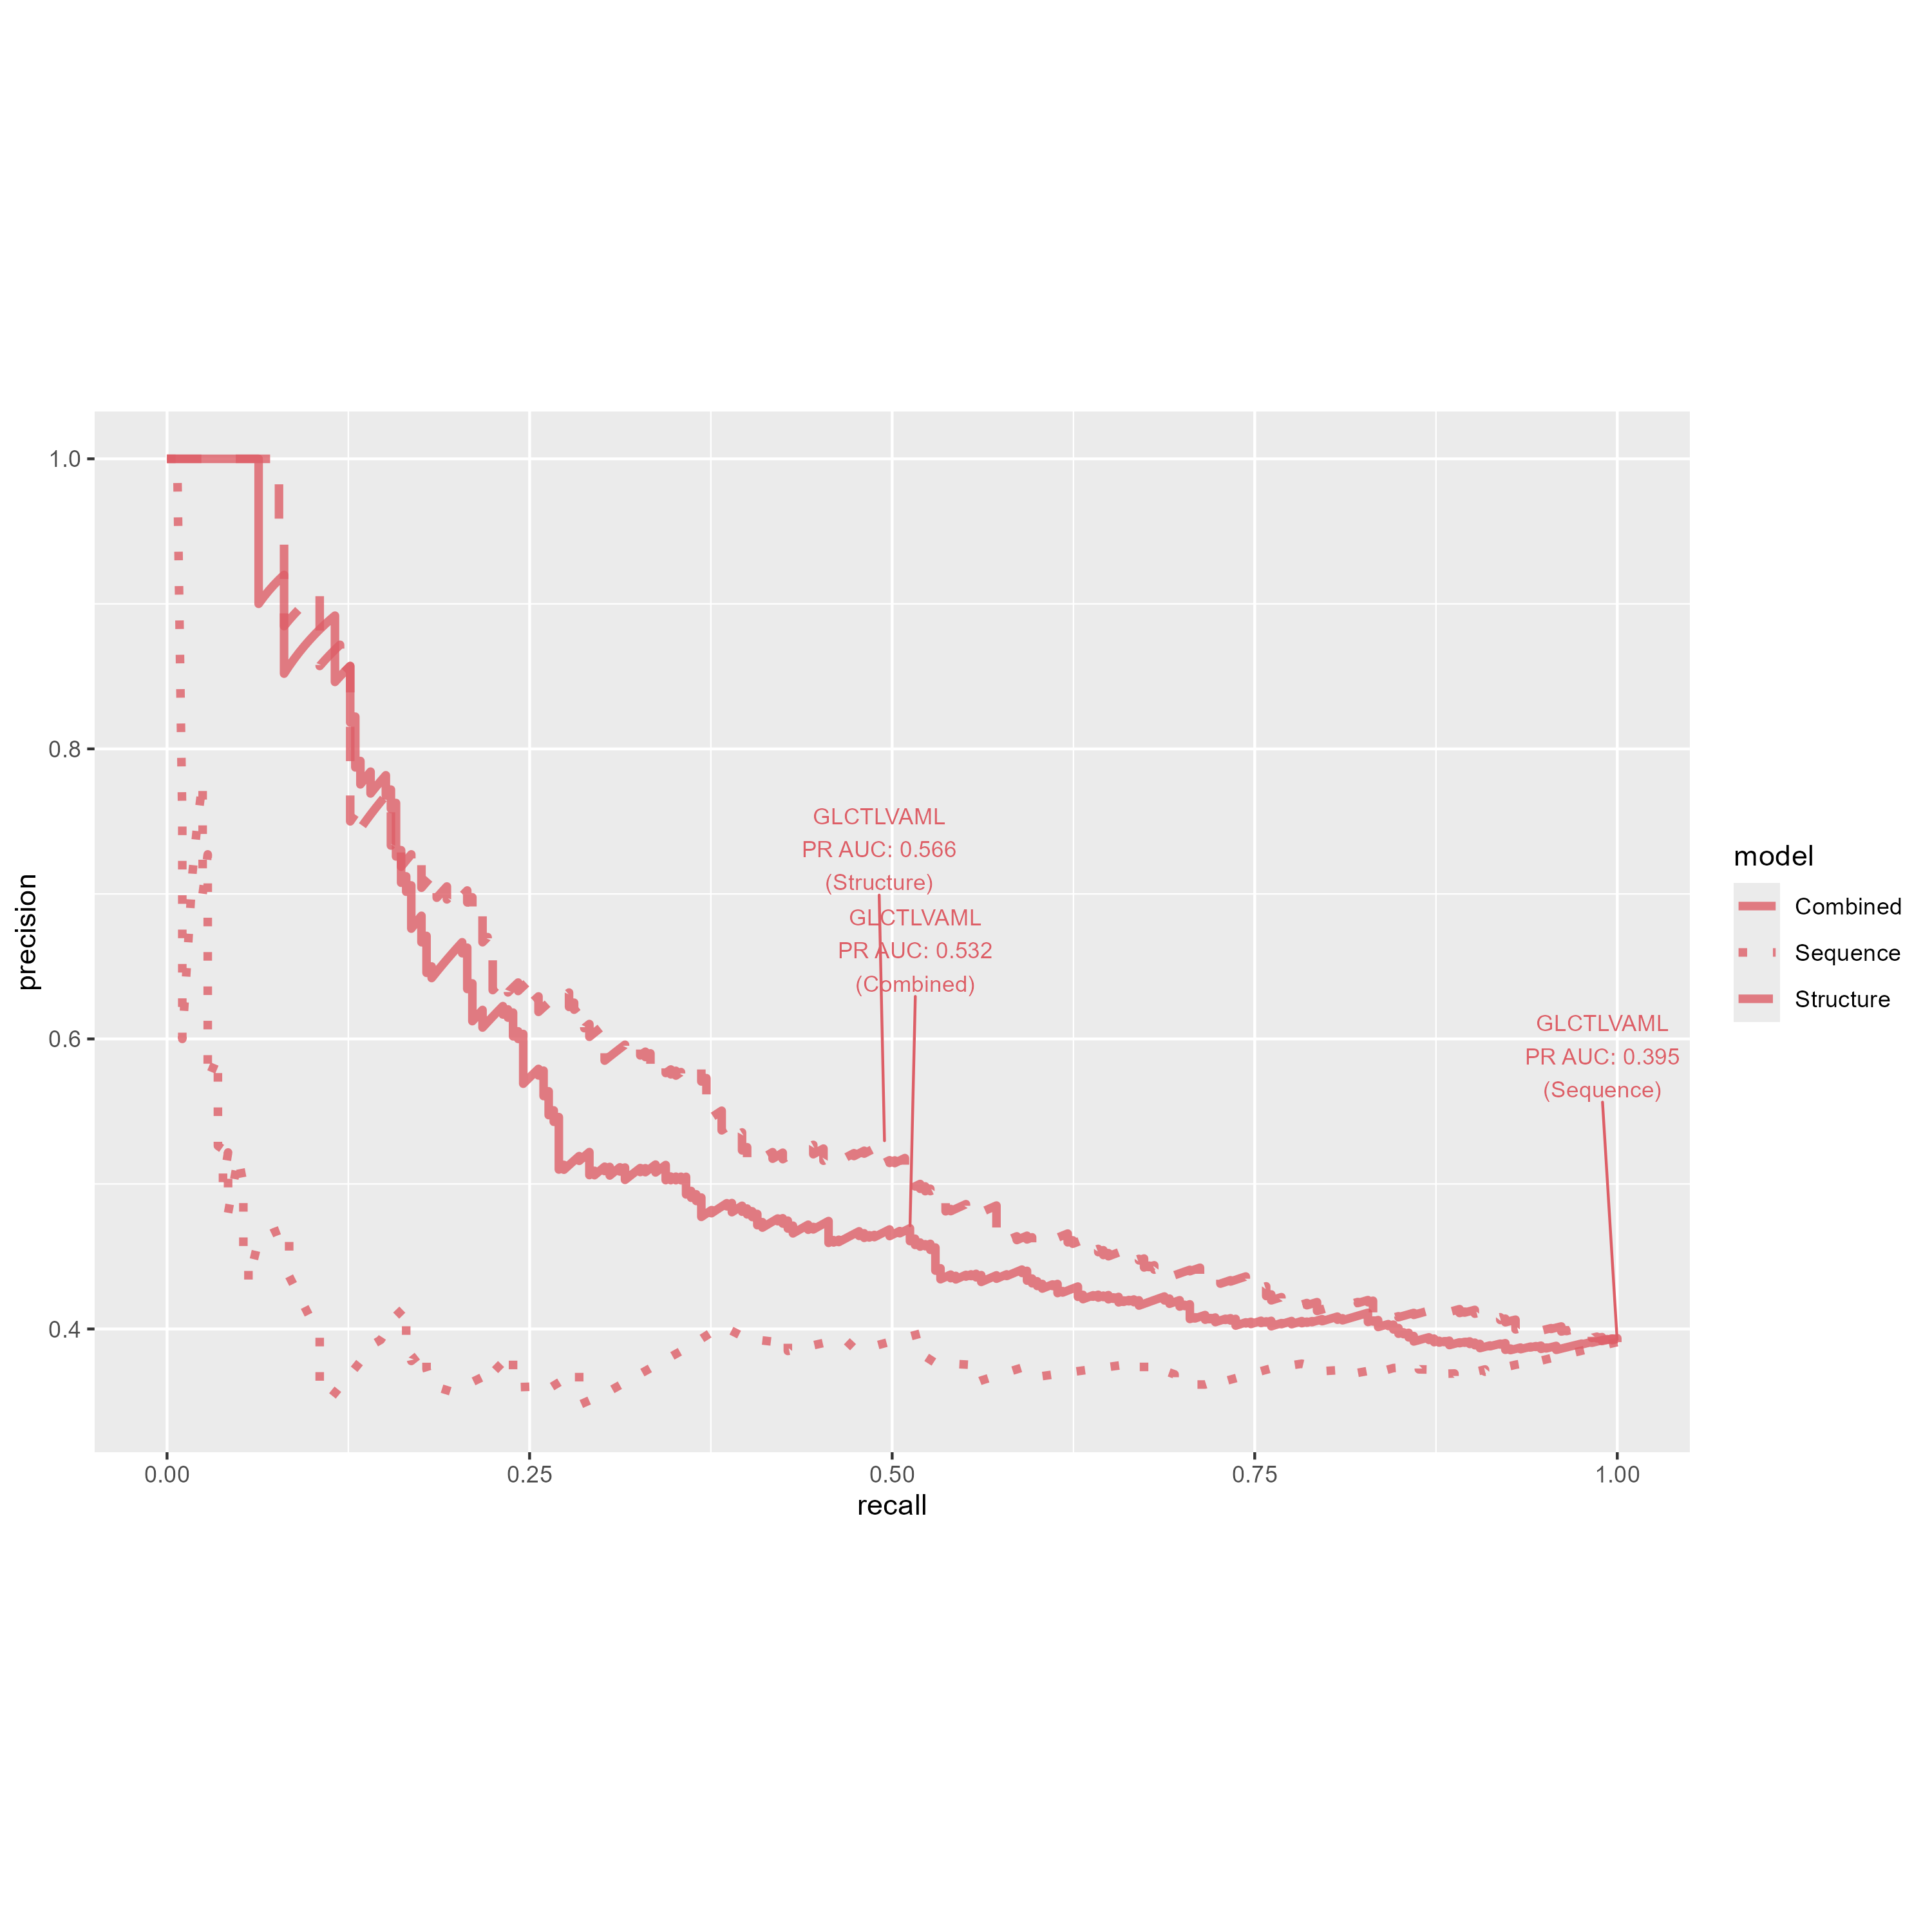 precision
1.0
0.8
0.6
0.4
GLCTLVAML
PR AUC: 0.566
(Structure)
GLCTLVAML
PR AUC: 0.532
(Combined)
GLCTLVAML
PR AUC: 0.395
(Sequence)
0.00
0.25
0.50
0.75
1.00
recall
model
Combined
Sequence
Structure